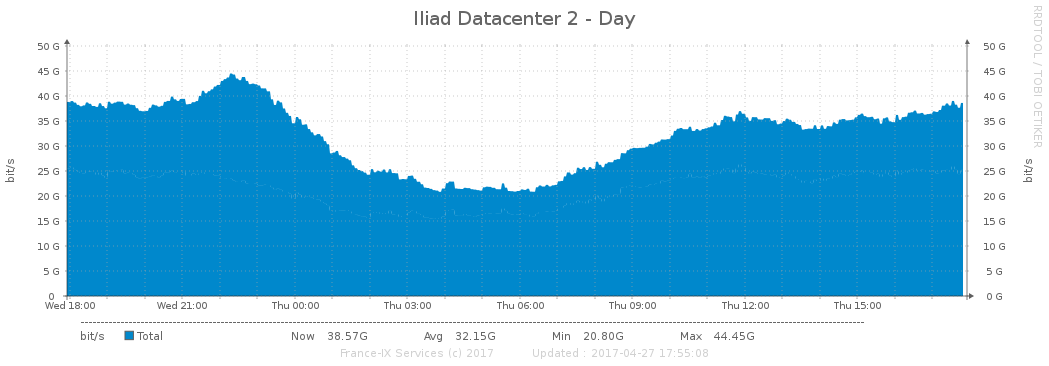 Iliad Datacenter 2 - Day
RRDTOOL / TOBI OETIKER
50 G 50 G
45 G 45 G
40 G 40 G
35 G 35 G
30 G 30 G
25 G 25 G
20 G 20 G
15 G 15 G
10 G 10 G
5 G 5 G
0 0 G
bit/s
bit/s
Wed 18:00 Wed 21:00 Thu 00:00 Thu 03:00 Thu 06:00 Thu 09:00 Thu 12:00 Thu 15:00
bit/s Total Now 38.57G Avg 32.15G Min 20.80G Max 44.45G
France-IX Services (c) 2017 Updated : 2017-04-27 17:55:08